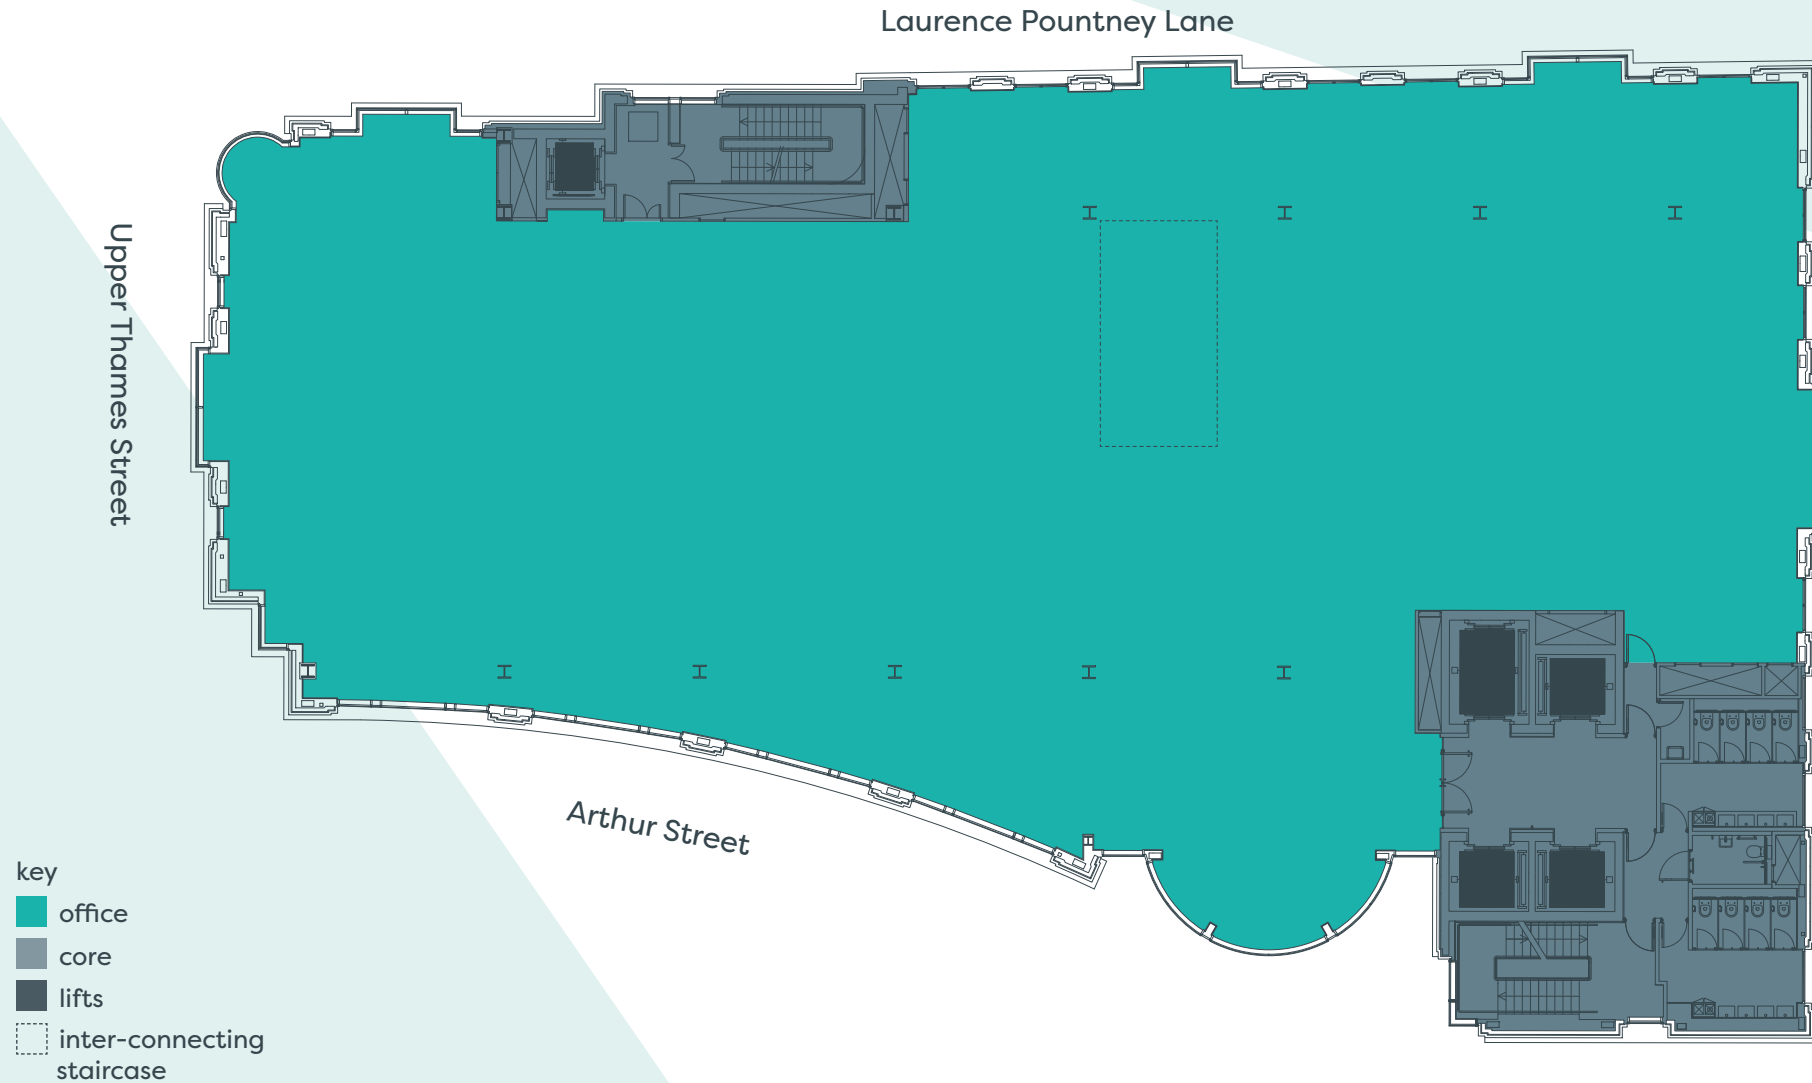 Laurence Pountney Lane
Upper Thames Street
Arthur Street
key
office
core
lifts
inter-connecting
staircase